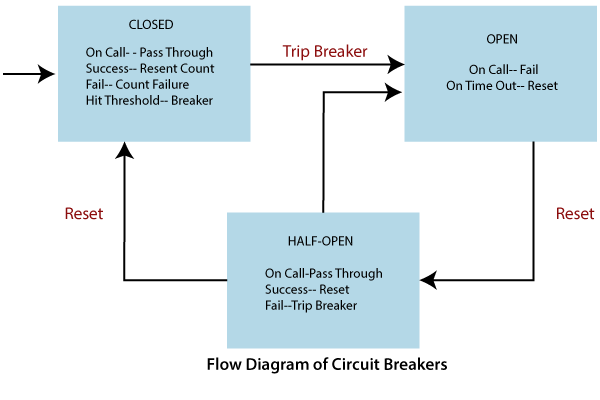 CLOSED
On Call- - Pass Through
Success-- Resent Count
Fail-- Count Failure
Hit Threshold-- Breaker
Trip Breaker
OPEN
On Call-- Fail
On Time Out-- Reset
Reset
Reset
HALF-OPEN
On Call-Pass Through
Success-- Reset
Fail--Trip Breaker
Flow Diagram of Circuit Breakers